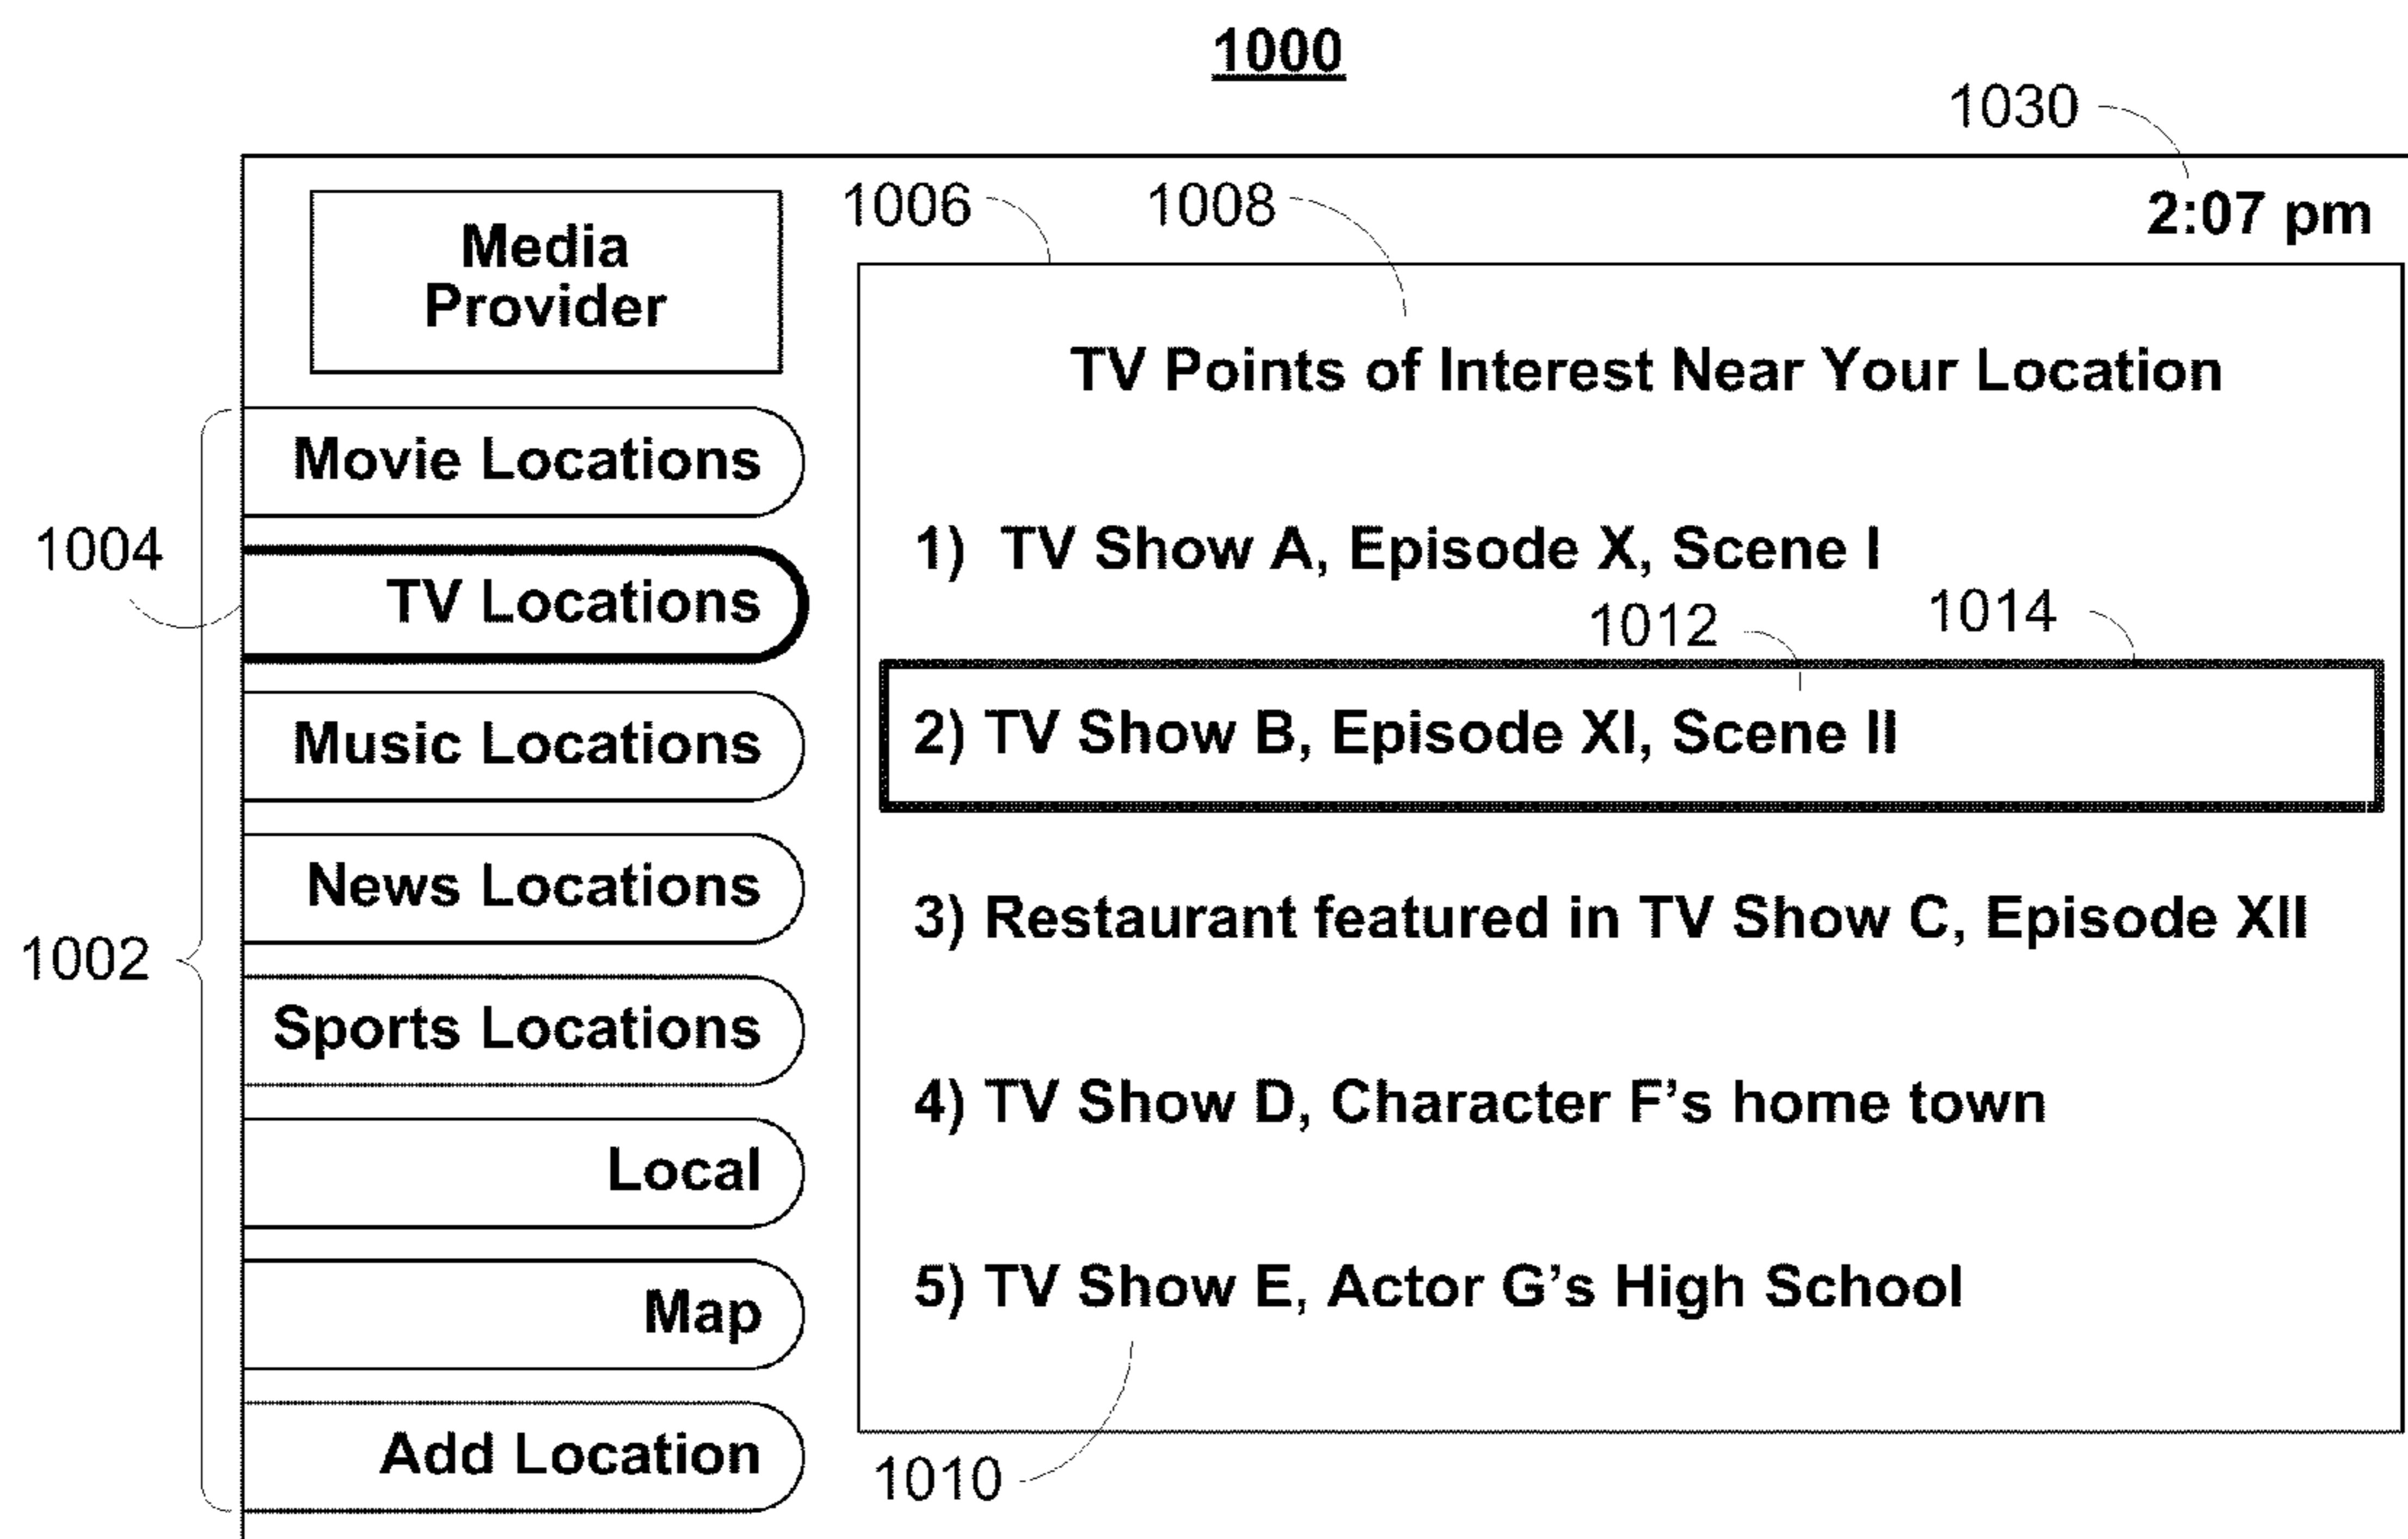 1000
1030
2:07 pm
1006
1008
Media
Provider
TV Points of Interest Near Your Location
Movie Locations
1004
TV Locations
Music Locations
News Locations
1002
Sports Locations
Local
Map
Add Location
1) TV Show A, Episode X, Scene I
1012
1014
2) TV Show B, Episode XI, Scene II
3) Restaurant featured in TV Show C, Episode XII
4) TV Show D, Character F’s home town
5) TV Show E, Actor G’s High School
1010